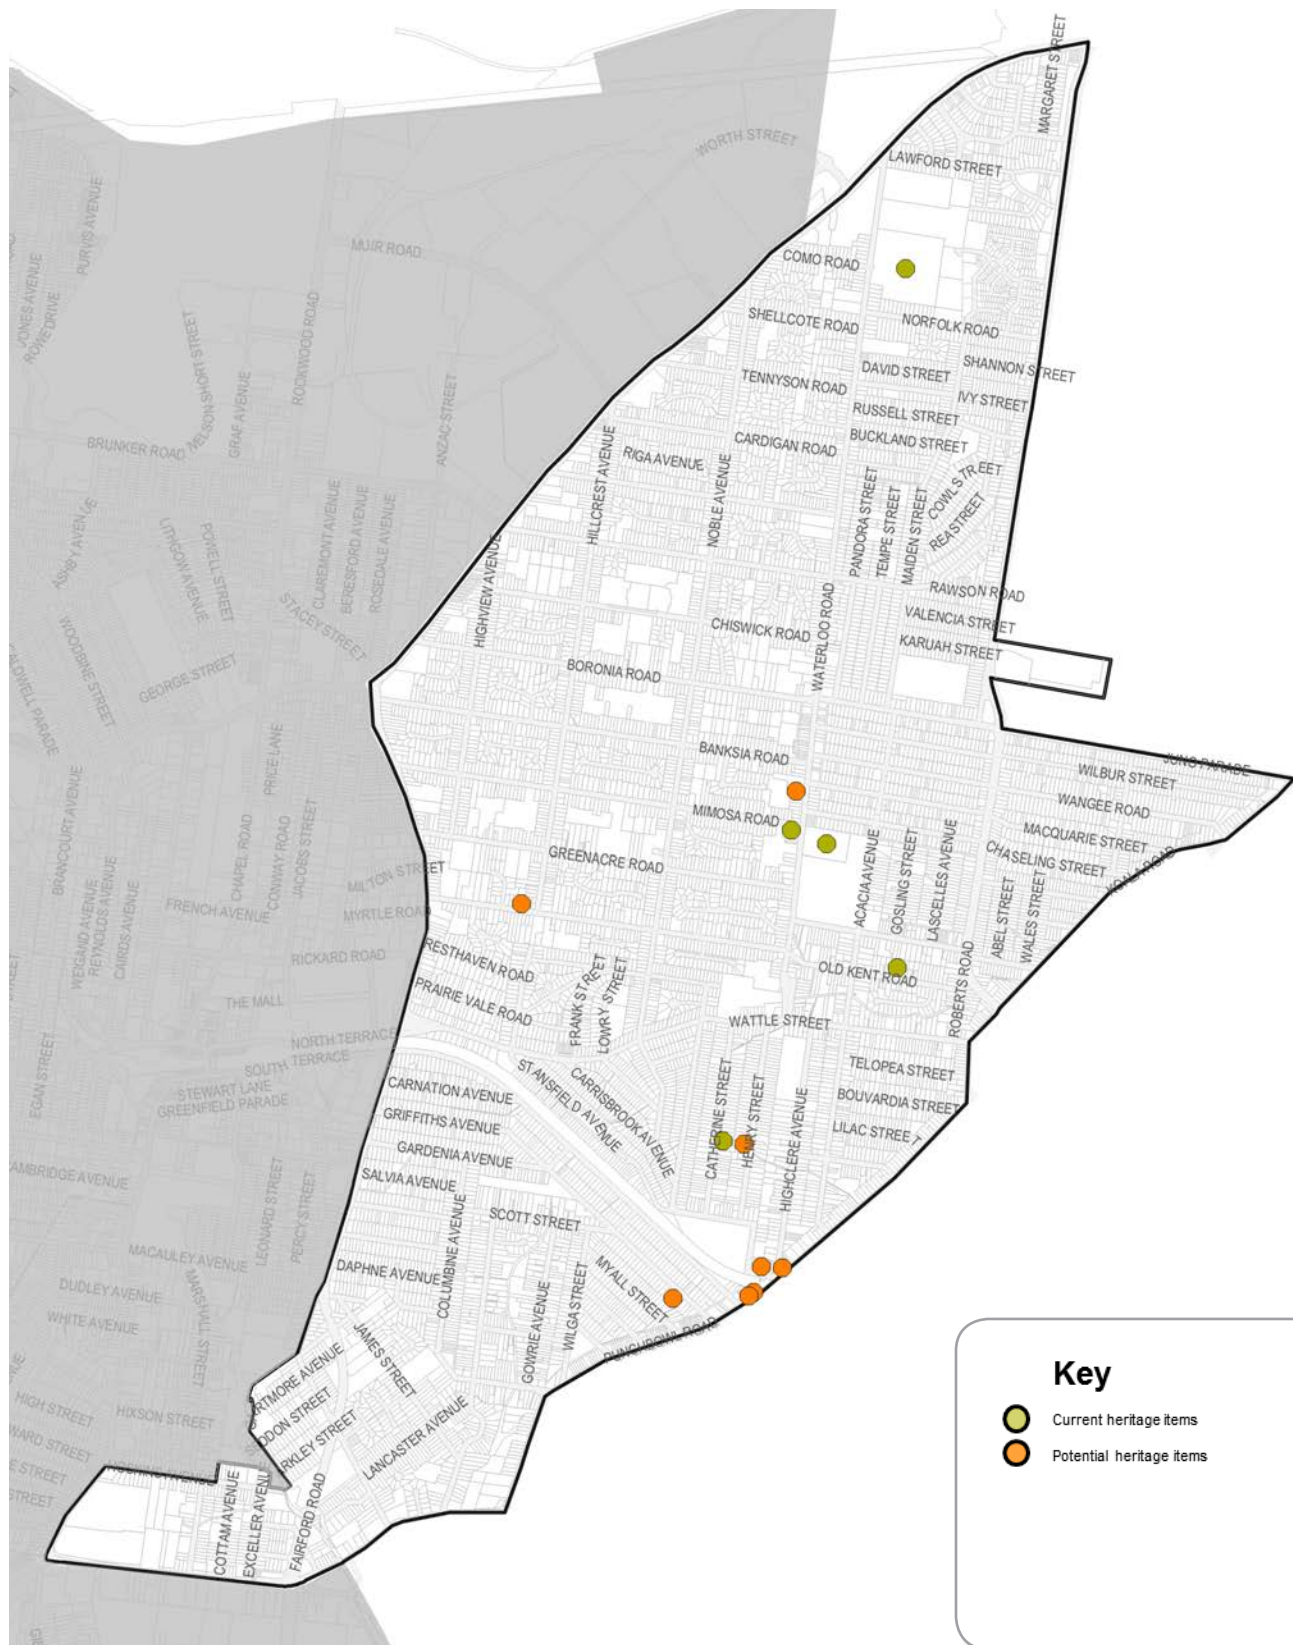 MARGARET STREET
WORTH STREET
LAWFORD STREET
PURVIS AVENUE
MUIR ROAD
COMO ROAD
JONES AVENUE
ROWE DRIVE
NELSON SHORT STREET
ROCKWOOD ROAD
SHELLCOTE ROAD
NORFOLK ROAD
SHANNON STREET
DAVID STREET
TENNYSON ROAD
IVY STREET
GRAF AVENUE
ANZAC STREET
RUSSELL STREET
BRUNKER ROAD
CARDIGAN ROAD
BUCKLAND STREET
RIGA AVENUE
HILLCREST AVENUE
NOBLE AVENUE
COWL STREET
REA STREET
PANDORA STREET
TEMPE STREET
MAIDEN STREET
ASHBY AVENUE
LITHGOW AVENUE
POWELL STREET
CLAREMONT AVENUE
BERESFORD AVENUE
ROSEDALE AVENUE
STACEY STREET
HIGHVIEW AVENUE
RAWSON ROAD
VALENCIA STREET
CHISWICK ROAD
WATERLOO ROAD
KARUAH STREET
WOODBINE STREET
GEORGE STREET
BORONIA ROAD
CALDWELL PARADE
PRICE LANE
BANKSIA ROAD
JUNO PARADE
WILBUR STREET
WANGEE ROAD
MIMOSA ROAD
MACQUARIE STREET
CHASELING STREET
BRANCOURT AVENUE
CHAPEL ROAD
CONWAY ROAD
JACOBS STREET
GREENACRE ROAD
ACACIA AVENUE
GOSLING STREET
LASCELLES AVENUE
ABEL STREET
WALES STREET
MILTON STREET
FRENCH AVENUE
MYRTLE ROAD
WEIGAND AVENUE
REYNOLDS AVENUE
CAIRDS AVENUE
RICKARD ROAD
RESTHAVEN ROAD
OLD KENT ROAD
ROBERTS ROAD
PRAIRIE VALE ROAD
THE MALL
FRANK STREET
LOWRY STREET
WATTLE STREET
NORTH TERRACE
SOUTH TERRACE
EGAN STREET
STEWART LANE
GREENFIELD PARADE
STANSFIELD AVENUE
CARRISBROOK AVENUE
TELOPEA STREET
CARNATION AVENUE
BOUVARDIA STREET
GRIFFITHS AVENUE
LILAC STREET
CATHERINE STREET
HENRY STREET
HIGHCLERE AVENUE
GARDENIA AVENUE
SALVIA AVENUE
LEONARD STREET
PERCY STREET
SCOTT STREET
COLUMBINE AVENUE
MACAULEY AVENUE
DAPHNE AVENUE
MYALL STREET
DUDLEY AVENUE
MARSHALL STREET
WHITE AVENUE
GOWRIE AVENUE
WILGA STREET
PUNCHBOWL ROAD
JAMES STREET
HIGH STREET
HIXSON STREET
LANCASTER AVENUE
COTTAM AVENUE
EXCELLER AVENUE
FAIRFORD ROAD
Key
Current heritage items
Potential heritage items